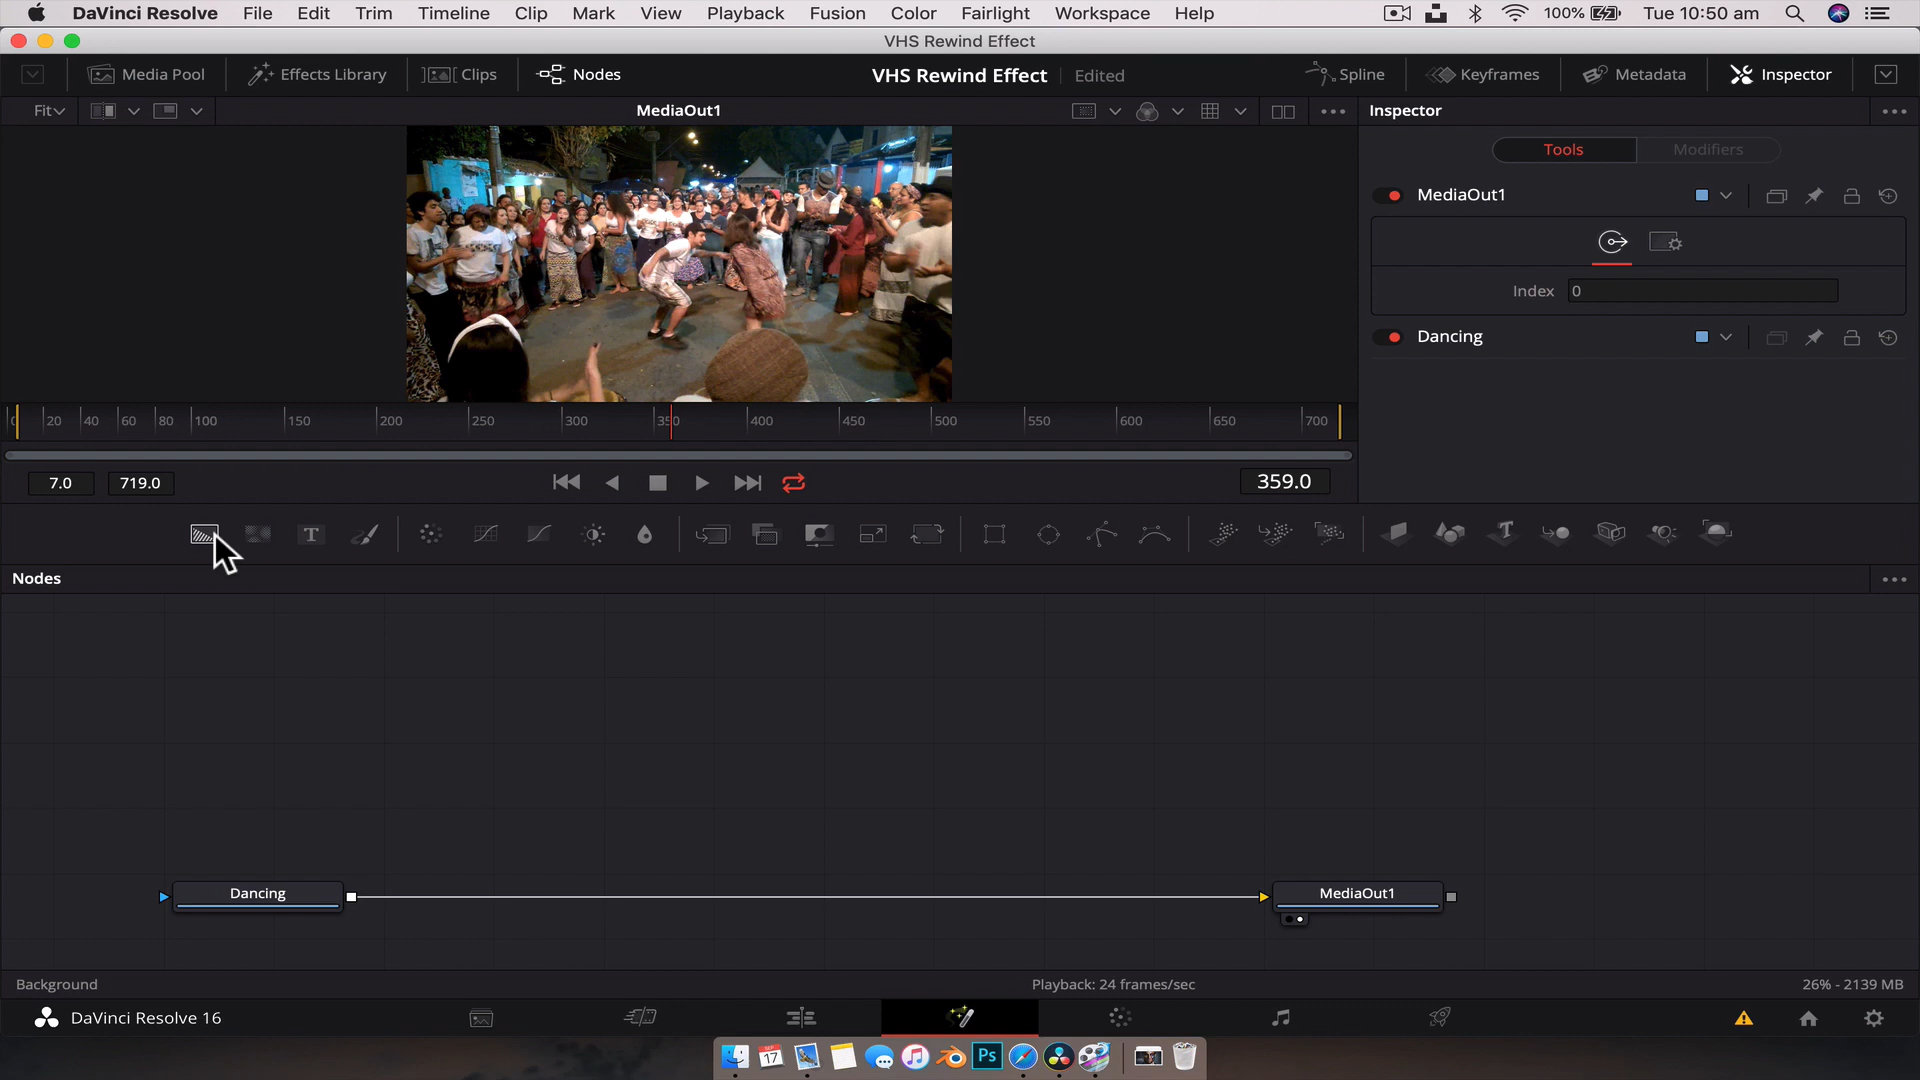 DaVinci Resolve File Edit Trim Timeline Clip Mark View Playback Fusion Color Fairlight Workspace Help 100% Tue 10:50 am
VHS Rewind Effect
Media Pool Effects Library Clips Nodes VHS Rewind Effect Edited Spline Keyframes Metadata Inspector
Fit MediaOut1 Inspector
Tools Modifiers
MediaOut1
Index 0
Dancing
0 20 40 60 80 100 150 200 250 300 350 400 450 500 550 600 650 700
7.0 719.0 359.0
T T
Nodes
Dancing MediaOut1
Background Playback: 24 frames/sec 26% - 2139 MB
DaVinci Resolve 16
SEP
17
Ps